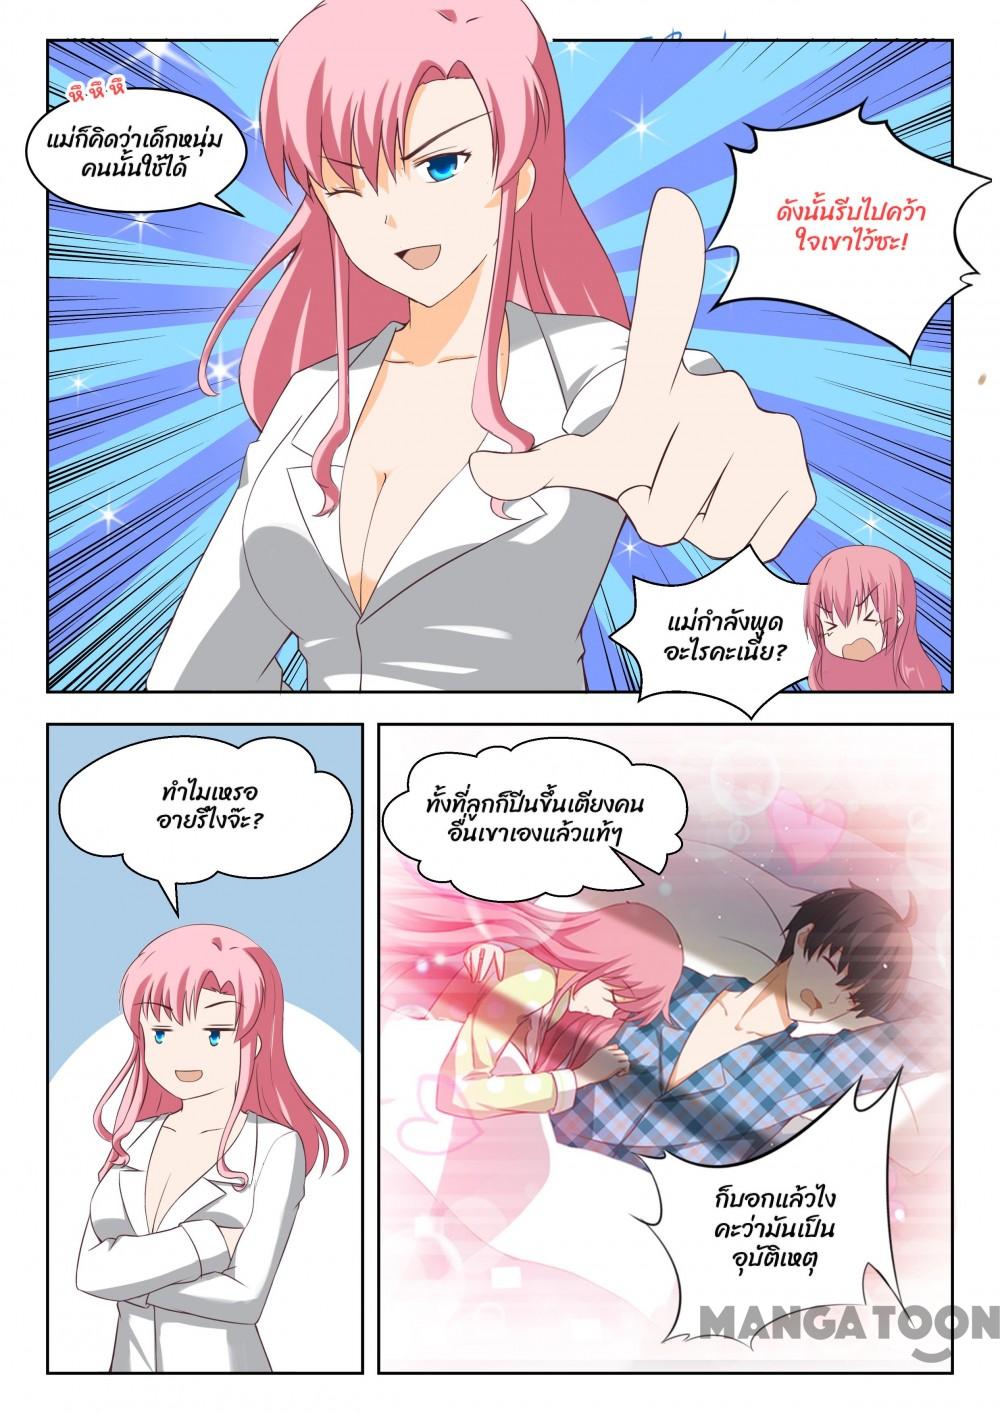 หึ หึ หึ
แม่ก็คิดว่าเด็กหนุ่ม
คนนั้นใช้ได้
ดังนั้นรีบไปคว้า
ใจเขาไว้ซะ!
แม่กำลังพูด
อะไรคะเนี่ย?
ทำไมเหรอ
อายรึไงจ๊ะ?
ทั้งที่ลูกก็ปีนขึ้นเตียงคน
อื่นเขาเองแล้วแท้ๆ
ก็บอกแล้วไง
คะว่ามันเป็น
อุบัติเหตุ
MANGATOON